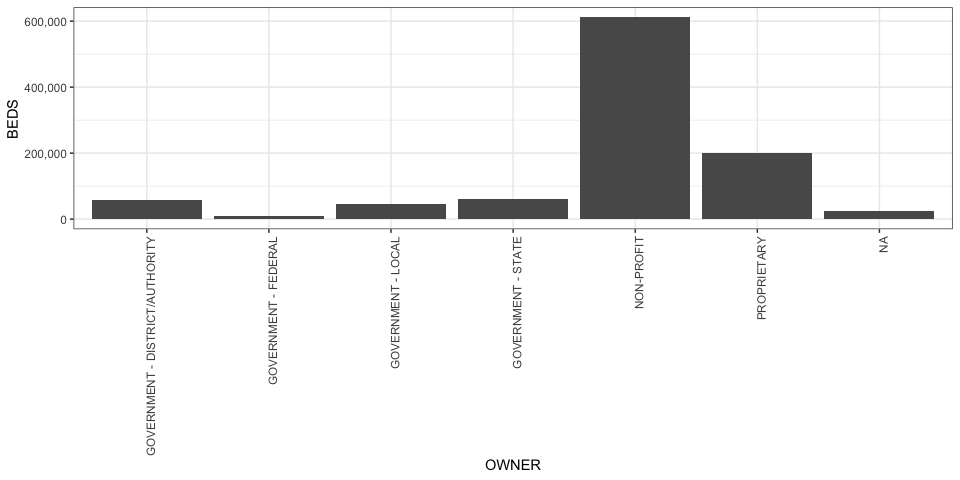 BEDS
600,000
400,000
200,000
0
GOVERNMENT - DISTRICT/AUTHORITY
GOVERNMENT - FEDERAL
GOVERNMENT - LOCAL
GOVERNMENT - STATE
NON-PROFIT
PROPRIETARY
NA
OWNER